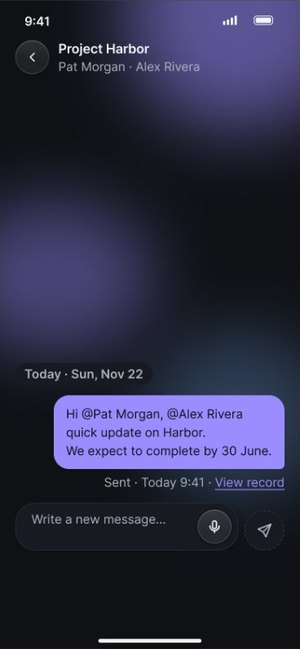 9:41
Project Harbor
Pat Morgan · Alex Rivera
Today · Sun, Nov 22
Hi @Pat Morgan, @Alex Rivera
quick update on Harbor.
We expect to complete by 30 June.
Sent · Today 9:41 · View record
Write a new message...